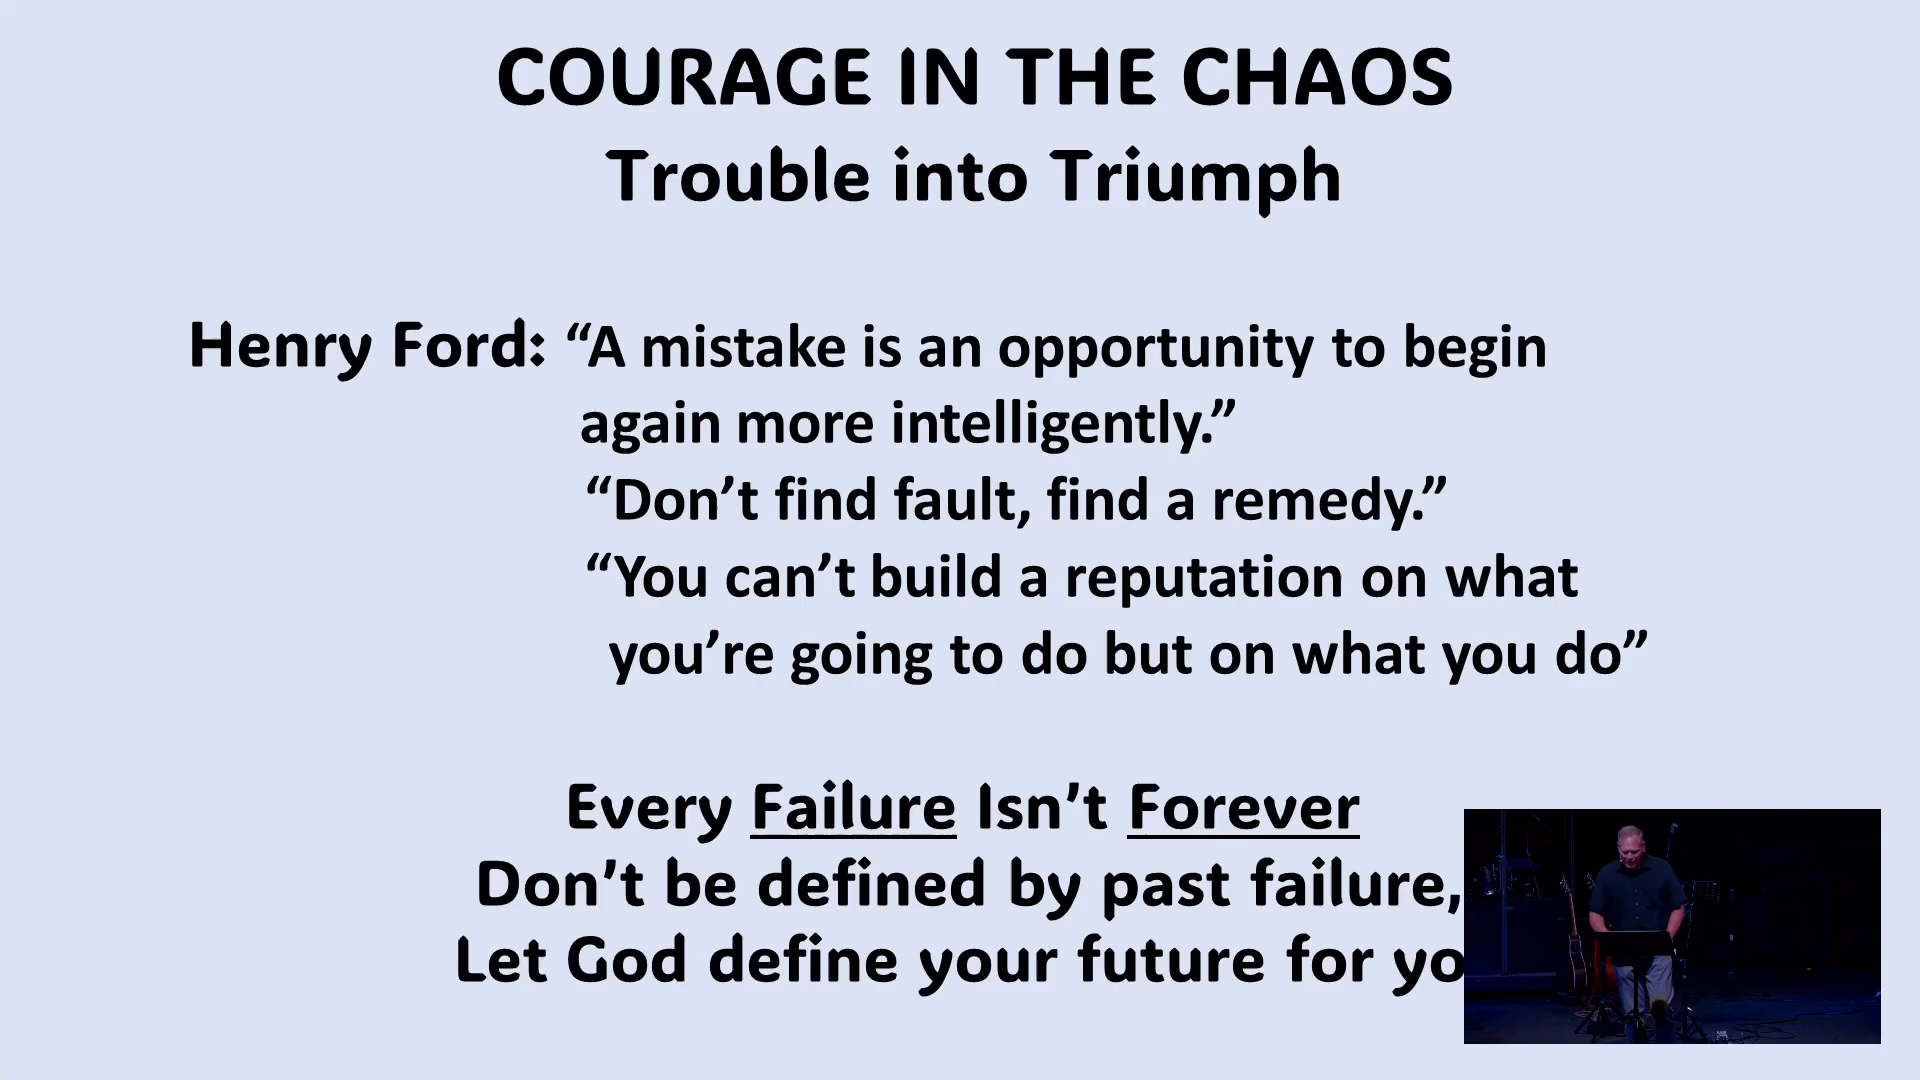 COURAGE IN THE CHAOS
Trouble into Triumph
Henry Ford: “A mistake is an opportunity to begin
again more intelligently.”
“Don’t find fault, find a remedy.”
“You can’t build a reputation on what
you’re going to do but on what you do”
Every Failure Isn’t Forever
Don’t be defined by past failure,
Let God define your future for yo